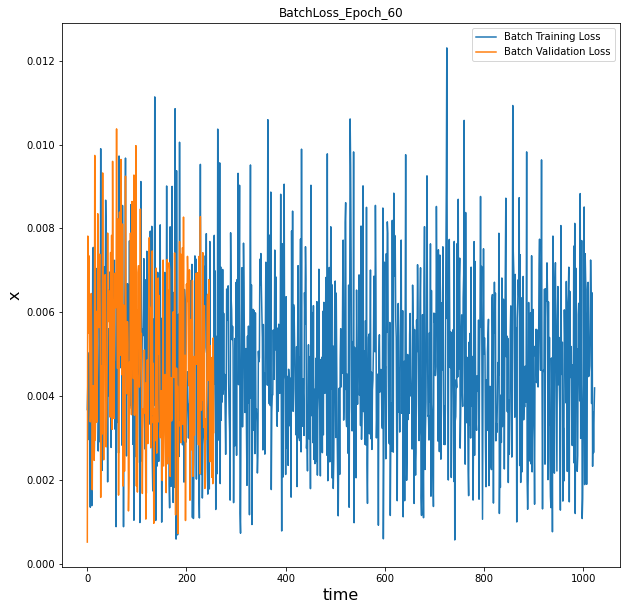 BatchLoss_Epoch_60
Batch Training Loss
Batch Validation Loss
0.012
0.010
0.008
0.006
0.004
0.002
0.000
x
0 200 400 600 800 1000
time